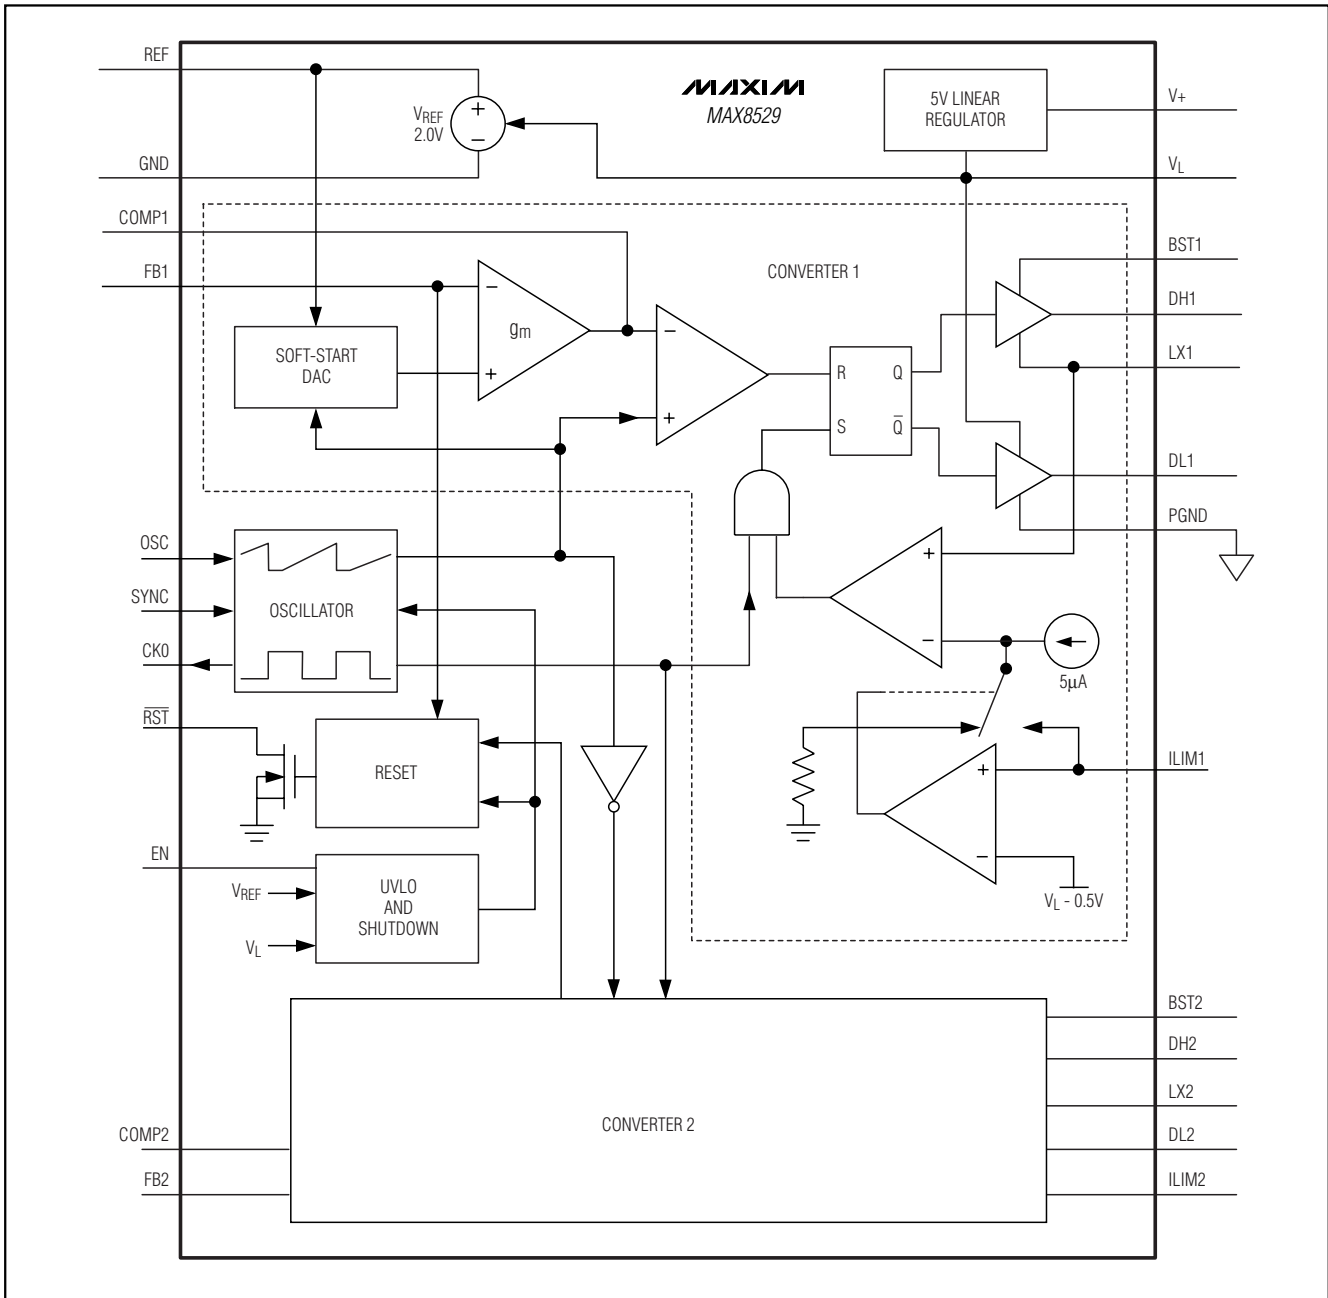 REF
MAXIM
MAX8529
VREF
2.0V
5V LINEAR
REGULATOR
V+
GND
VL
COMP1
FB1
CONVERTER 1
BST1
DH1
LX1
−
+
gm
SOFT-START
DAC
−
+
R Q
S Q̅
DL1
PGND
OSC
SYNC
OSCILLATOR
CK0
+
−
5µA
R̅S̅T̅
RESET
ILIM1
+
−
VL - 0.5V
EN
VREF
VL
UVLO
AND
SHUTDOWN
BST2
DH2
LX2
CONVERTER 2
COMP2
DL2
FB2
ILIM2